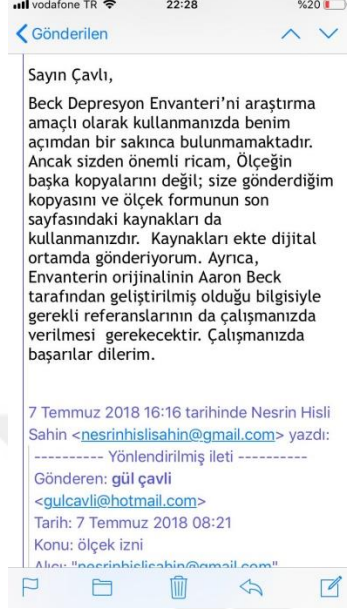 vodafone TR 22:28 %20
Gönderilen
Sayın Çavlı,
Beck Depresyon Envanteri’ni araştırma
amaçlı olarak kullanmanızda benim
açımdan bir sakınca bulunmamaktadır.
Ancak sizden önemli ricam, Ölçeğin
başka kopyalarını değil; size gönderdiğim
kopyasını ve ölçek formunun son
sayfasındaki kaynakları da
kullanmanızdır. Kaynakları ekte dijital
ortamda gönderiyorum. Ayrıca,
Envanterin orijinalinin Aaron Beck
tarafından geliştirilmiş olduğu bilgisiyle
gerekli referanslarının da çalışmanızda
verilmesi gerekecektir. Çalışmanızda
başarılar dilerim.
7 Temmuz 2018 16:16 tarihinde Nesrin Hisli
Sahin <nesrinhislisahin@gmail.com> yazdı:
---------- Yönlendirilmiş ileti ----------
Gönderen: gül çavli
<gulcavli@hotmail.com>
Tarih: 7 Temmuz 2018 08:21
Konu: ölçek izni
Alıcı: "nesrinhislisahin@gmail.com"